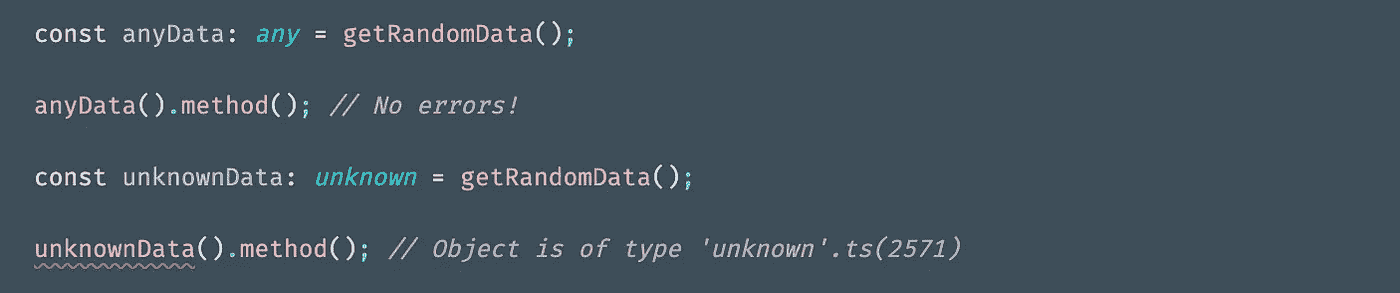 const anyData: any = getRandomData();
anyData().method(); // No errors!
const unknownData: unknown = getRandomData();
unknownData().method(); // Object is of type 'unknown'.ts(2571)